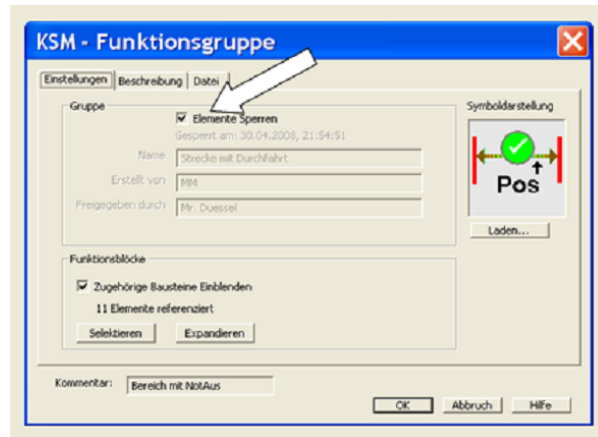 KSM - Funktionsgruppe
Einstellungen Beschreibung Datei
Gruppe
Elemente Sperren
Gesperrt am: 30.04.2008, 21:54:51
Name Strecke mit Durchfahrt
Erstellt von MM
Freigegeben durch Mr. Duessel
Symboldarstellung
Pos
Laden...
Funktionsblöcke
Zugehörige Bausteine Einblenden
11 Elemente referenziert
Selektieren Expandieren
Kommentar: Bereich mit NotAus
OK Abbruch Hilfe